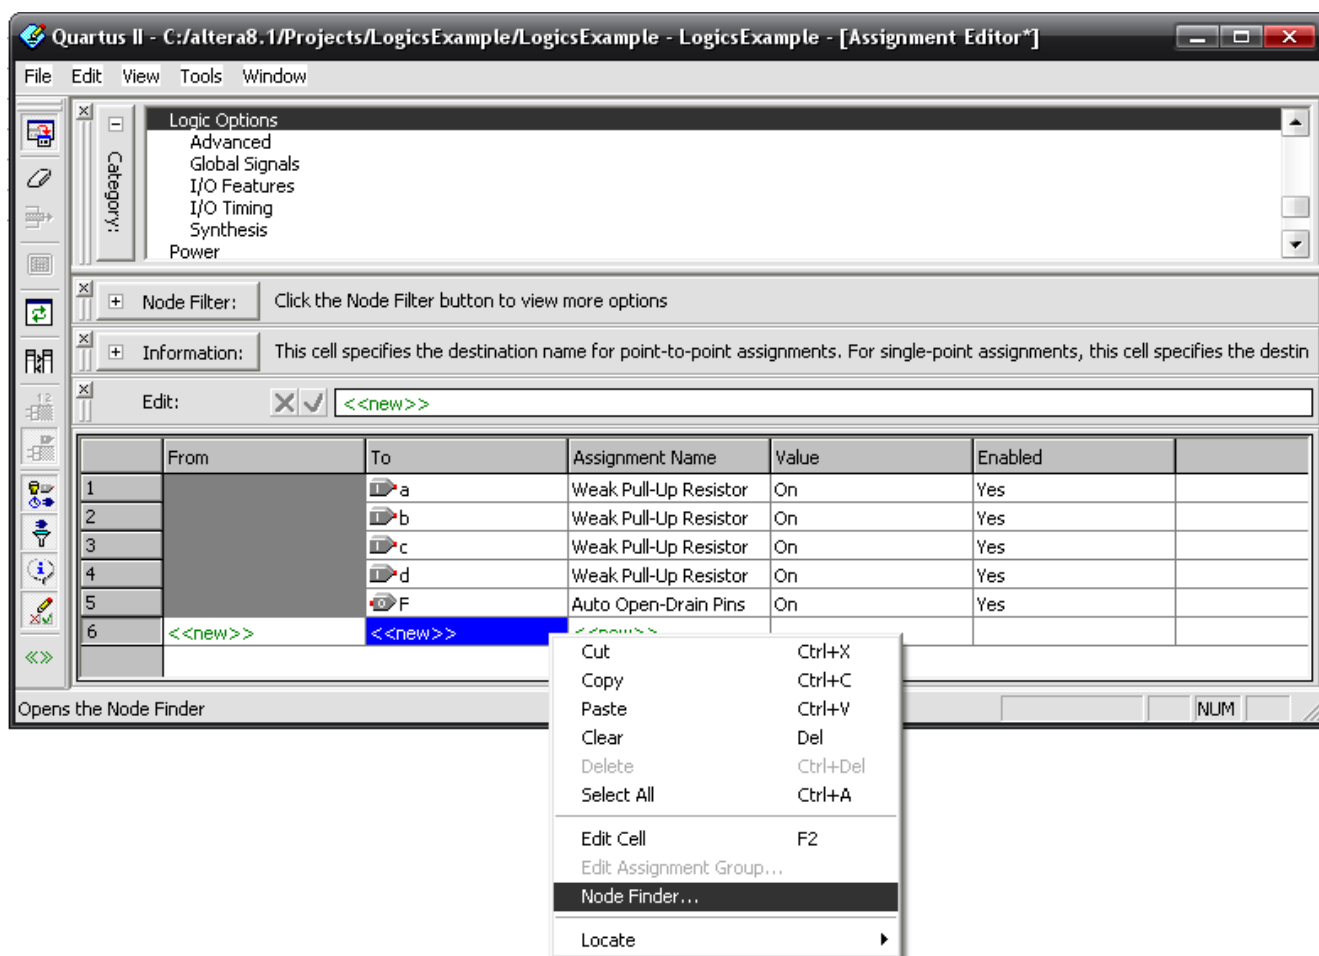 Quartus II - C:/altera8.1/Projects/LogicsExample/LogicsExample - LogicsExample - [Assignment Editor*]
File Edit View Tools Window
Category:
Logic Options
Advanced
Global Signals
I/O Features
I/O Timing
Synthesis
Power
Node Filter: Click the Node Filter button to view more options
Information: This cell specifies the destination name for point-to-point assignments. For single-point assignments, this cell specifies the destin
Edit: <<new>>
From To Assignment Name Value Enabled
1 a Weak Pull-Up Resistor On Yes
2 b Weak Pull-Up Resistor On Yes
3 c Weak Pull-Up Resistor On Yes
4 d Weak Pull-Up Resistor On Yes
5 F Auto Open-Drain Pins On Yes
6 <<new>> <<new>> <<new>>
Cut Ctrl+X
Copy Ctrl+C
Paste Ctrl+V
Clear Del
Delete Ctrl+Del
Select All Ctrl+A
Edit Cell F2
Edit Assignment Group...
Node Finder...
Locate
Opens the Node Finder NUM